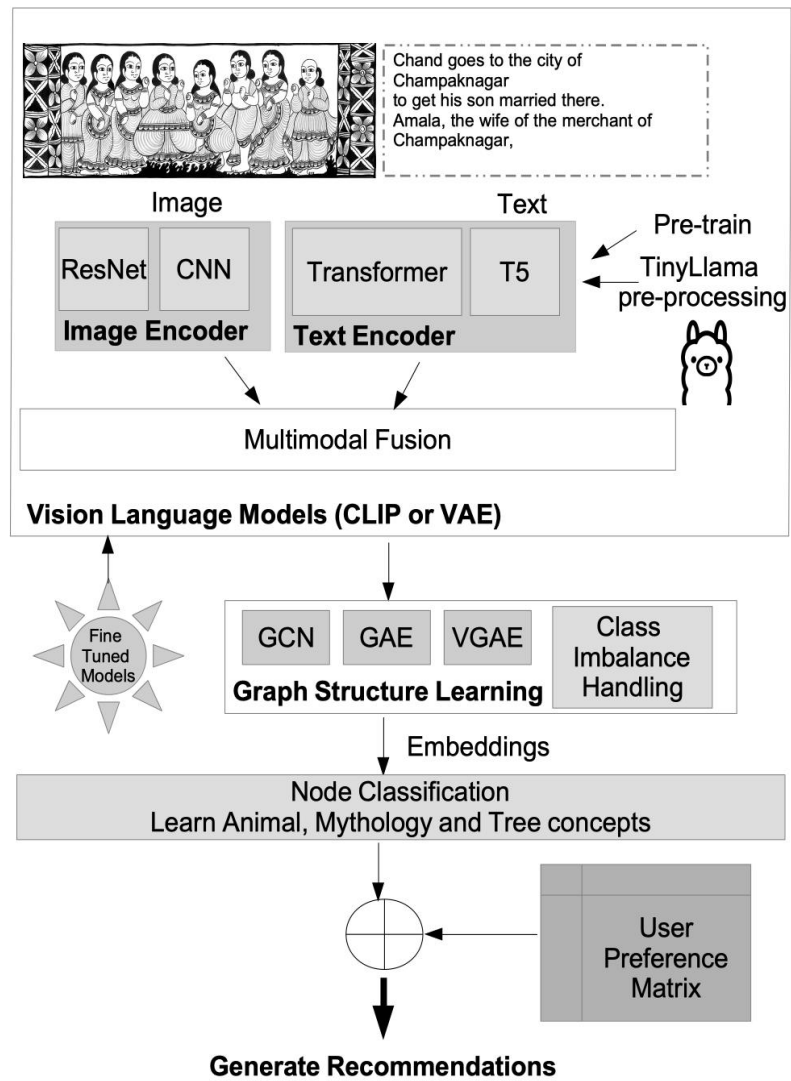 Chand goes to the city of
Champaknagar
to get his son married there.
Amala, the wife of the merchant of
Champaknagar,
Image
Text
ResNet
CNN
Image Encoder
Transformer
T5
Text Encoder
Pre-train
TinyLlama
pre-processing
Multimodal Fusion
Vision Language Models (CLIP or VAE)
Fine
Tuned
Models
GCN
GAE
VGAE
Graph Structure Learning
Class
Imbalance
Handling
Embeddings
Node Classification
Learn Animal, Mythology and Tree concepts
User
Preference
Matrix
Generate Recommendations